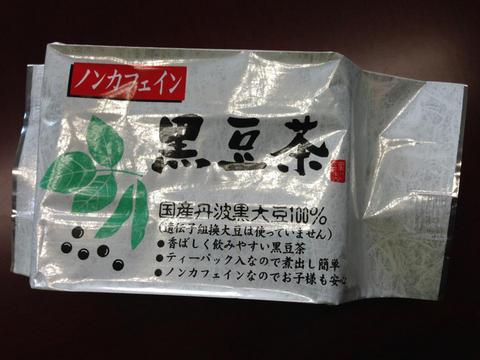 ノンカフェイン
黒豆茶
国産丹波黒大豆100%
(遺伝子組換大豆は使っていません)
●香ばしく飲みやすい黒豆茶
●ティーパック入なので煮出し簡単
●ノンカフェインなのでお子様も安心